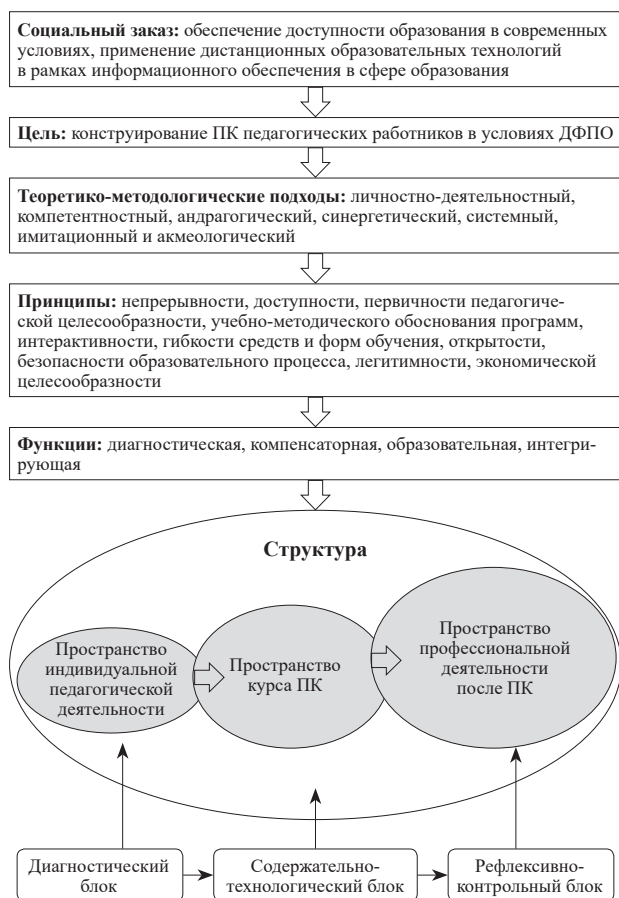 Социальный заказ: обеспечение доступности образования в современных
условиях, применение дистанционных образовательных технологий
в рамках информационного обеспечения в сфере образования
Цель: конструирование ПК педагогических работников в условиях ДФПО
Теоретико-методологические подходы: личностно-деятельностный,
компетентностный, андрагогический, синергетический, системный,
имитационный и акмеологический
Принципы: непрерывности, доступности, первичности педагогиче-
ской целесообразности, учебно-методического обоснования программ,
интерактивности, гибкости средств и форм обучения, открытости,
безопасности образовательного процесса, легитимности, экономической
целесообразности
Функции: диагностическая, компенсаторная, образовательная, интегри-
рующая
Структура
Пространство
индивидуальной
педагогической
деятельности
Пространство
курса ПК
Пространство
профессиональной
деятельности
после ПК
Диагностический
блок
Содержательно-
технологический блок
Рефлексивно-
контрольный блок